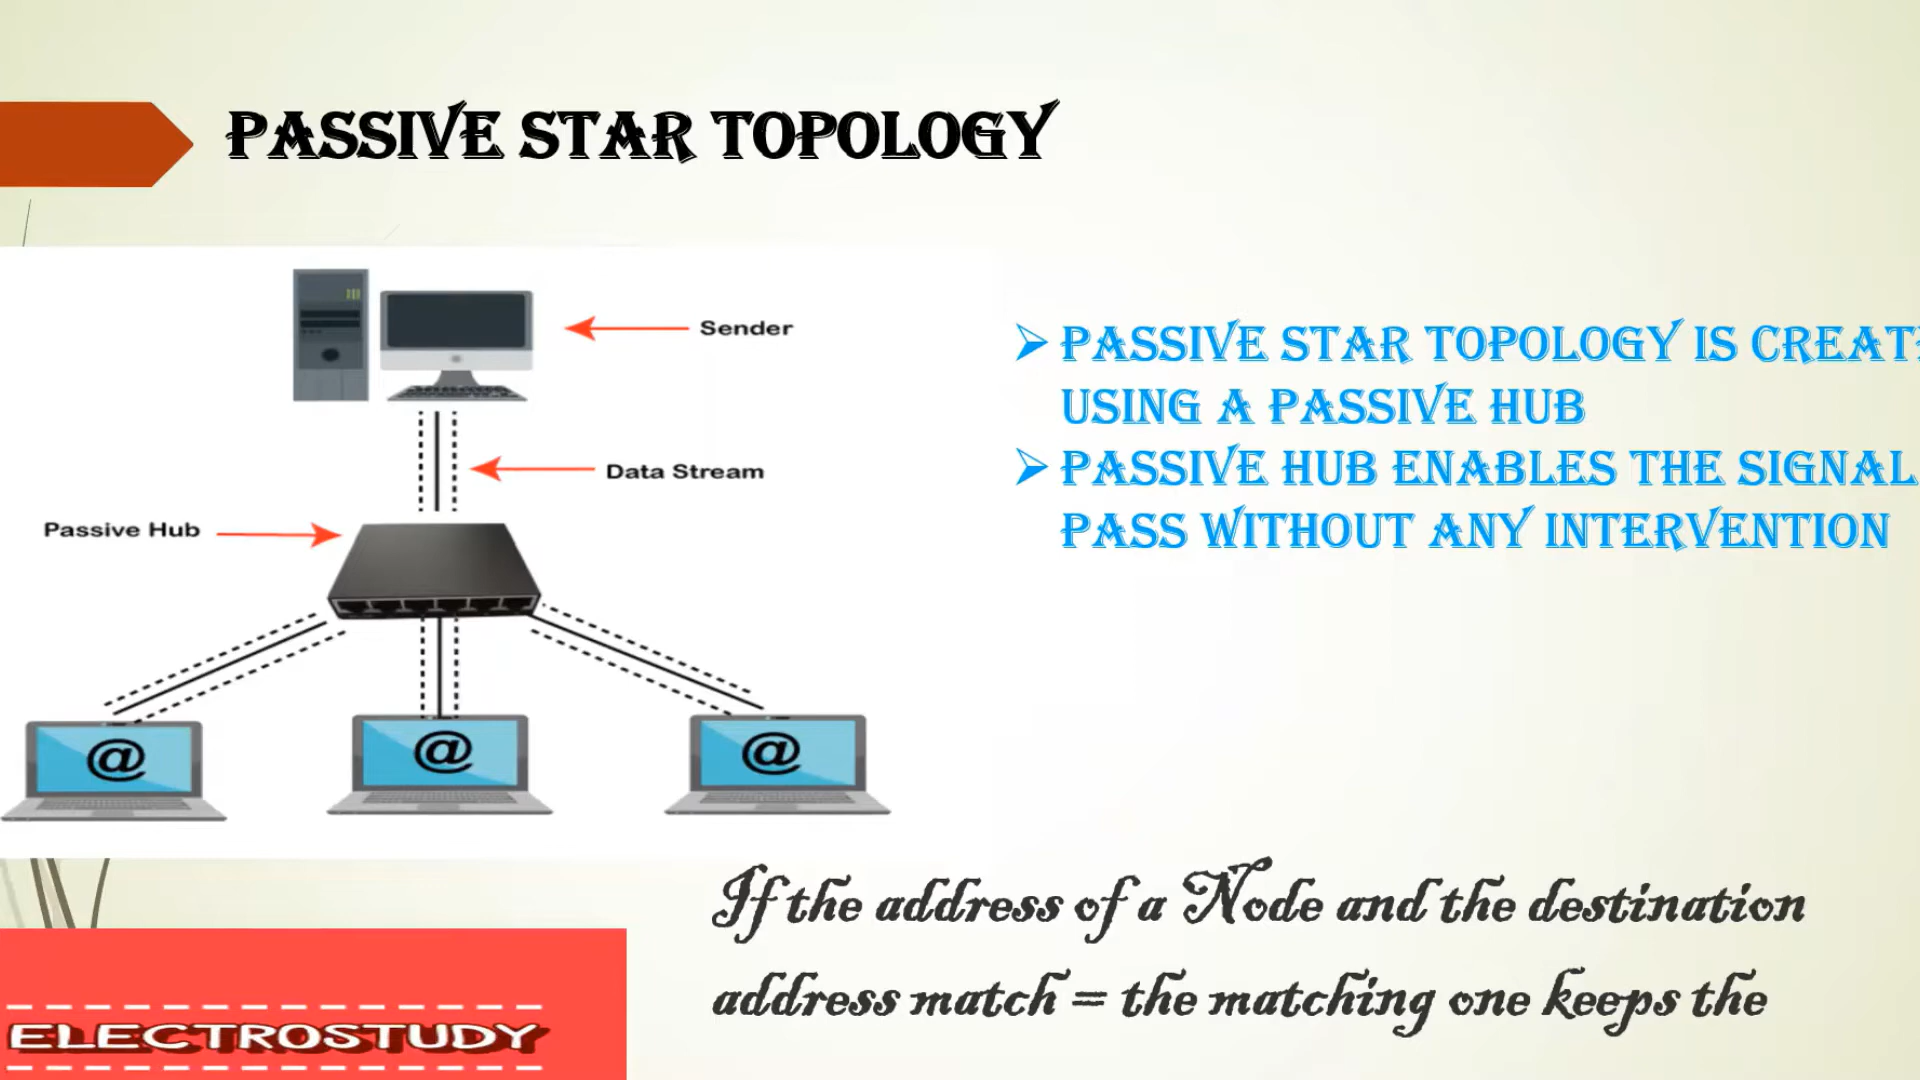 PASSIVE STAR TOPOLOGY
Sender
Data Stream
Passive Hub
@
@
@
PASSIVE STAR TOPOLOGY IS
USING A PASSIVE HUB
PASSIVE HUB ENABLES THE SIGNAL
PASS WITHOUT ANY INTERVENTION
If the address of a Node and the destination
address match = the matching one keeps the
ELECTROSTUDY